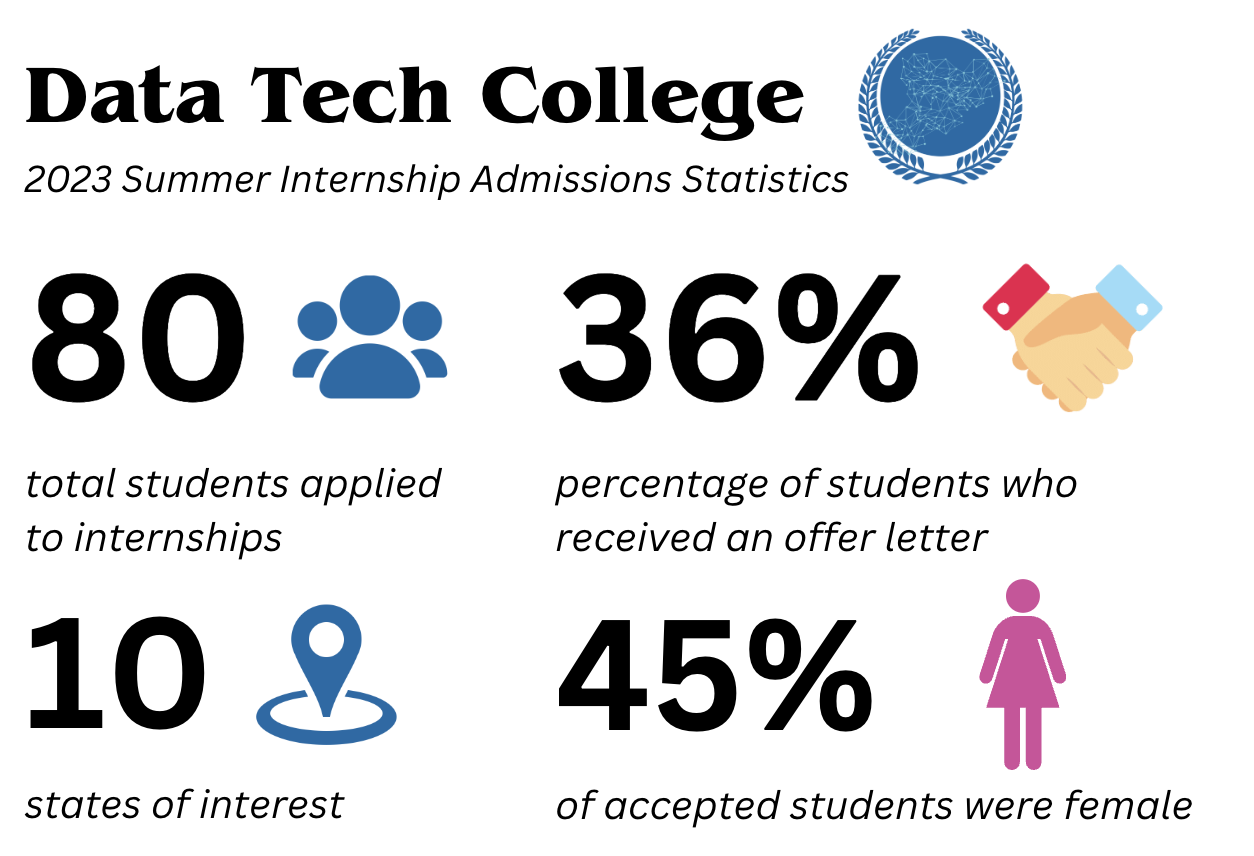 Data Tech College
2023 Summer Internship Admissions Statistics
80
total students applied
to internships
36%
percentage of students who
received an offer letter
10
states of interest
45%
of accepted students were female